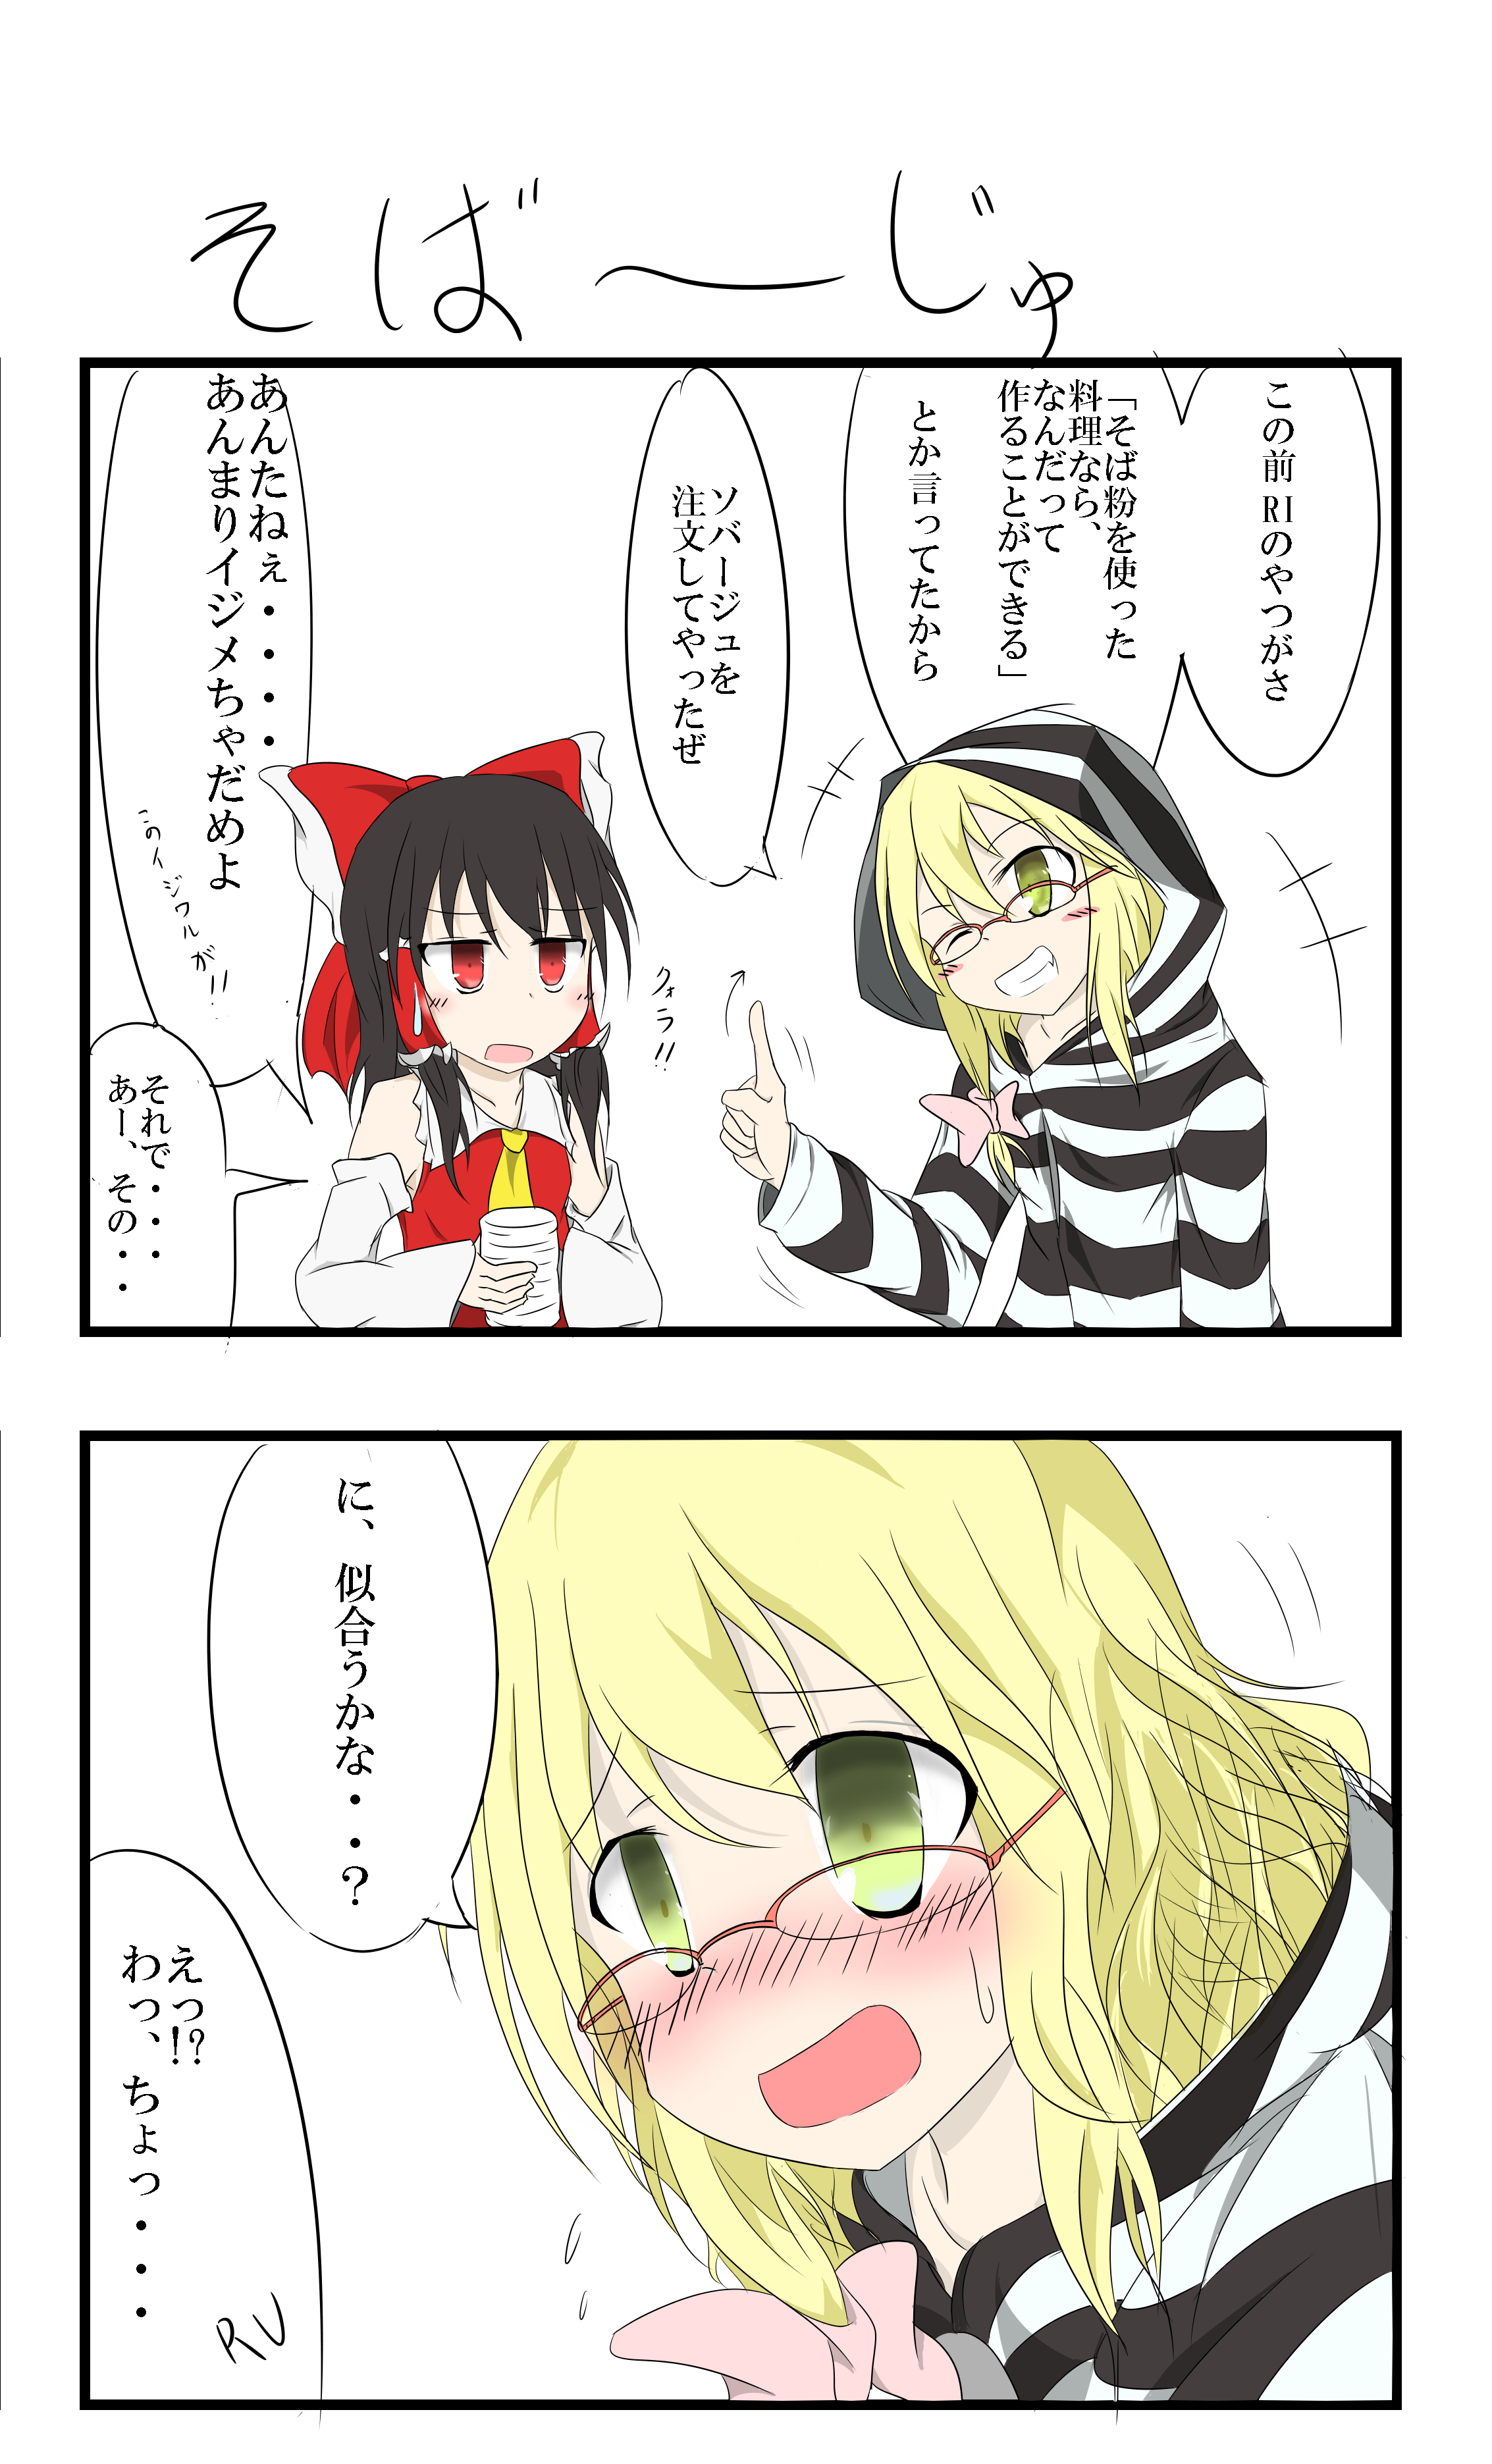 そば～じゅ
この前RIのやつがさ
「そば粉を使った
料理なら、
なんだって
作ることができる」
とか言ってたから
ソバージュを
注文してやったぜ
クォラ!!
あんたねぇ・・・・
あんまりイジメちゃだめよ
このイジワルが!!
それで・・・
あー、その・・
に、似合うかな・・?
えっ!?
わっ、ちょっ・・・
RU